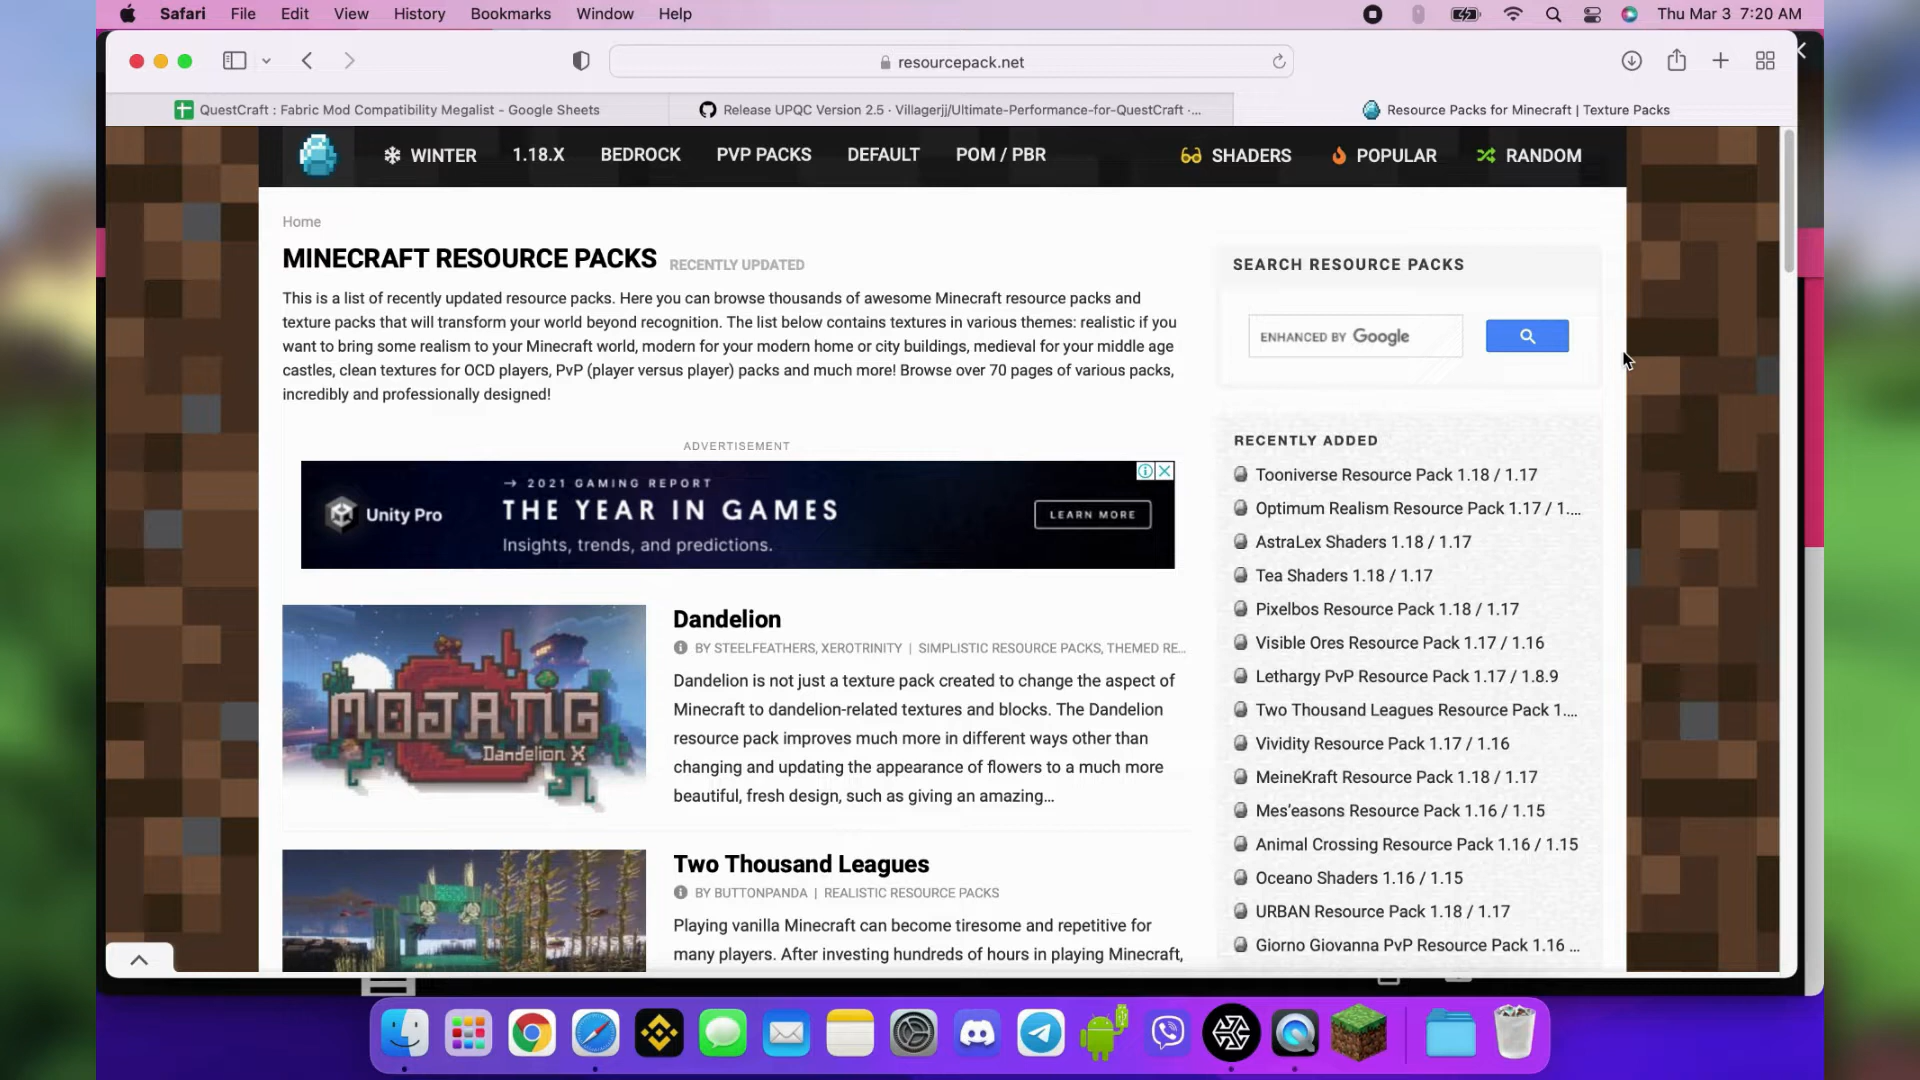 Safari File Edit View History Bookmarks Window Help Thu Mar 3 7:20 AM
resourcepack.net
QuestCraft : Fabric Mod Compatibility Megalist - Google Sheets
Release UPQC Version 2.5 · Villagerjj/Ultimate-Performance-for-QuestCraft ·...
Resource Packs for Minecraft | Texture Packs
WINTER 1.18.X BEDROCK PVP PACKS DEFAULT POM / PBR SHADERS POPULAR RANDOM
Home
MINECRAFT RESOURCE PACKS RECENTLY UPDATED
This is a list of recently updated resource packs. Here you can browse thousands of awesome Minecraft resource packs and
texture packs that will transform your world beyond recognition. The list below contains textures in various themes: realistic if you
want to bring some realism to your Minecraft world, modern for your modern home or city buildings, medieval for your middle age
castles, clean textures for OCD players, PvP (player versus player) packs and much more! Browse over 70 pages of various packs,
incredibly and professionally designed!
ADVERTISEMENT
Unity Pro
→ 2021 GAMING REPORT
THE YEAR IN GAMES
Insights, trends, and predictions.
LEARN MORE
MOJANG
Dandelion X
Dandelion
BY STEELFEATHERS, XEROTRINITY | SIMPLISTIC RESOURCE PACKS, THEMED RE...
Dandelion is not just a texture pack created to change the aspect of
Minecraft to dandelion-related textures and blocks. The Dandelion
resource pack improves much more in different ways other than
changing and updating the appearance of flowers to a much more
beautiful, fresh design, such as giving an amazing...
Two Thousand Leagues
BY BUTTONPANDA | REALISTIC RESOURCE PACKS
Playing vanilla Minecraft can become tiresome and repetitive for
many players. After investing hundreds of hours in playing Minecraft,
SEARCH RESOURCE PACKS
ENHANCED BY Google
RECENTLY ADDED
Tooniverse Resource Pack 1.18 / 1.17
Optimum Realism Resource Pack 1.17 / 1....
AstraLex Shaders 1.18 / 1.17
Tea Shaders 1.18 / 1.17
Pixelbos Resource Pack 1.18 / 1.17
Visible Ores Resource Pack 1.17 / 1.16
Lethargy PvP Resource Pack 1.17 / 1.8.9
Two Thousand Leagues Resource Pack 1....
Vividity Resource Pack 1.17 / 1.16
MeineKraft Resource Pack 1.18 / 1.17
Mes'easons Resource Pack 1.16 / 1.15
Animal Crossing Resource Pack 1.16 / 1.15
Oceano Shaders 1.16 / 1.15
URBAN Resource Pack 1.18 / 1.17
Giorno Giovanna PvP Resource Pack 1.16 ...